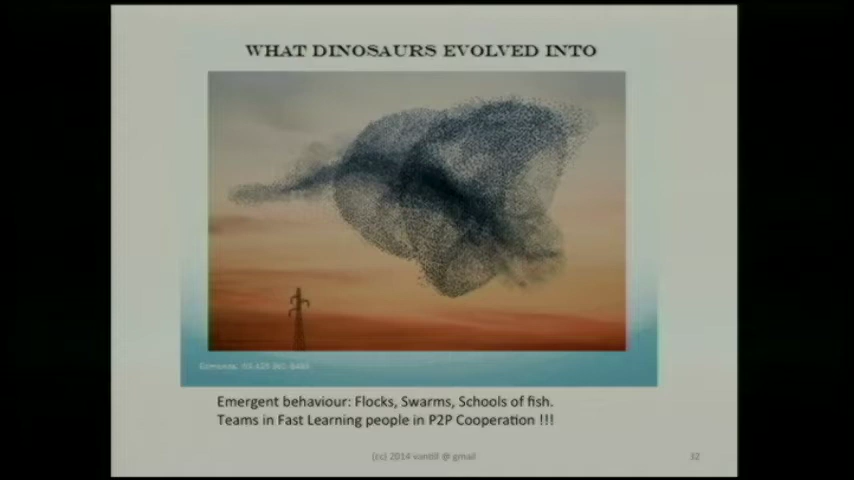 WHAT DINOSAURS EVOLVED INTO
Emergent behaviour: Flocks, Swarms, Schools of fish.
Teams in Fast Learning people in P2P Cooperation !!!
(cc) 2014 vantill @ gmail
32